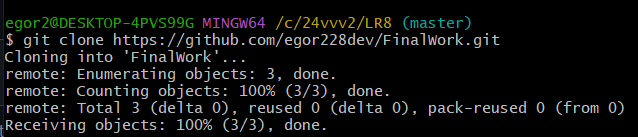 egor2@DESKTOP-4PVS99G MINGW64 /c/24vvv2/LR8 (master)
$ git clone https://github.com/egor228dev/FinalWork.git
Cloning into 'FinalWork'...
remote: Enumerating objects: 3, done.
remote: Counting objects: 100% (3/3), done.
remote: Total 3 (delta 0), reused 0 (delta 0), pack-reused 0 (from 0)
Receiving objects: 100% (3/3), done.